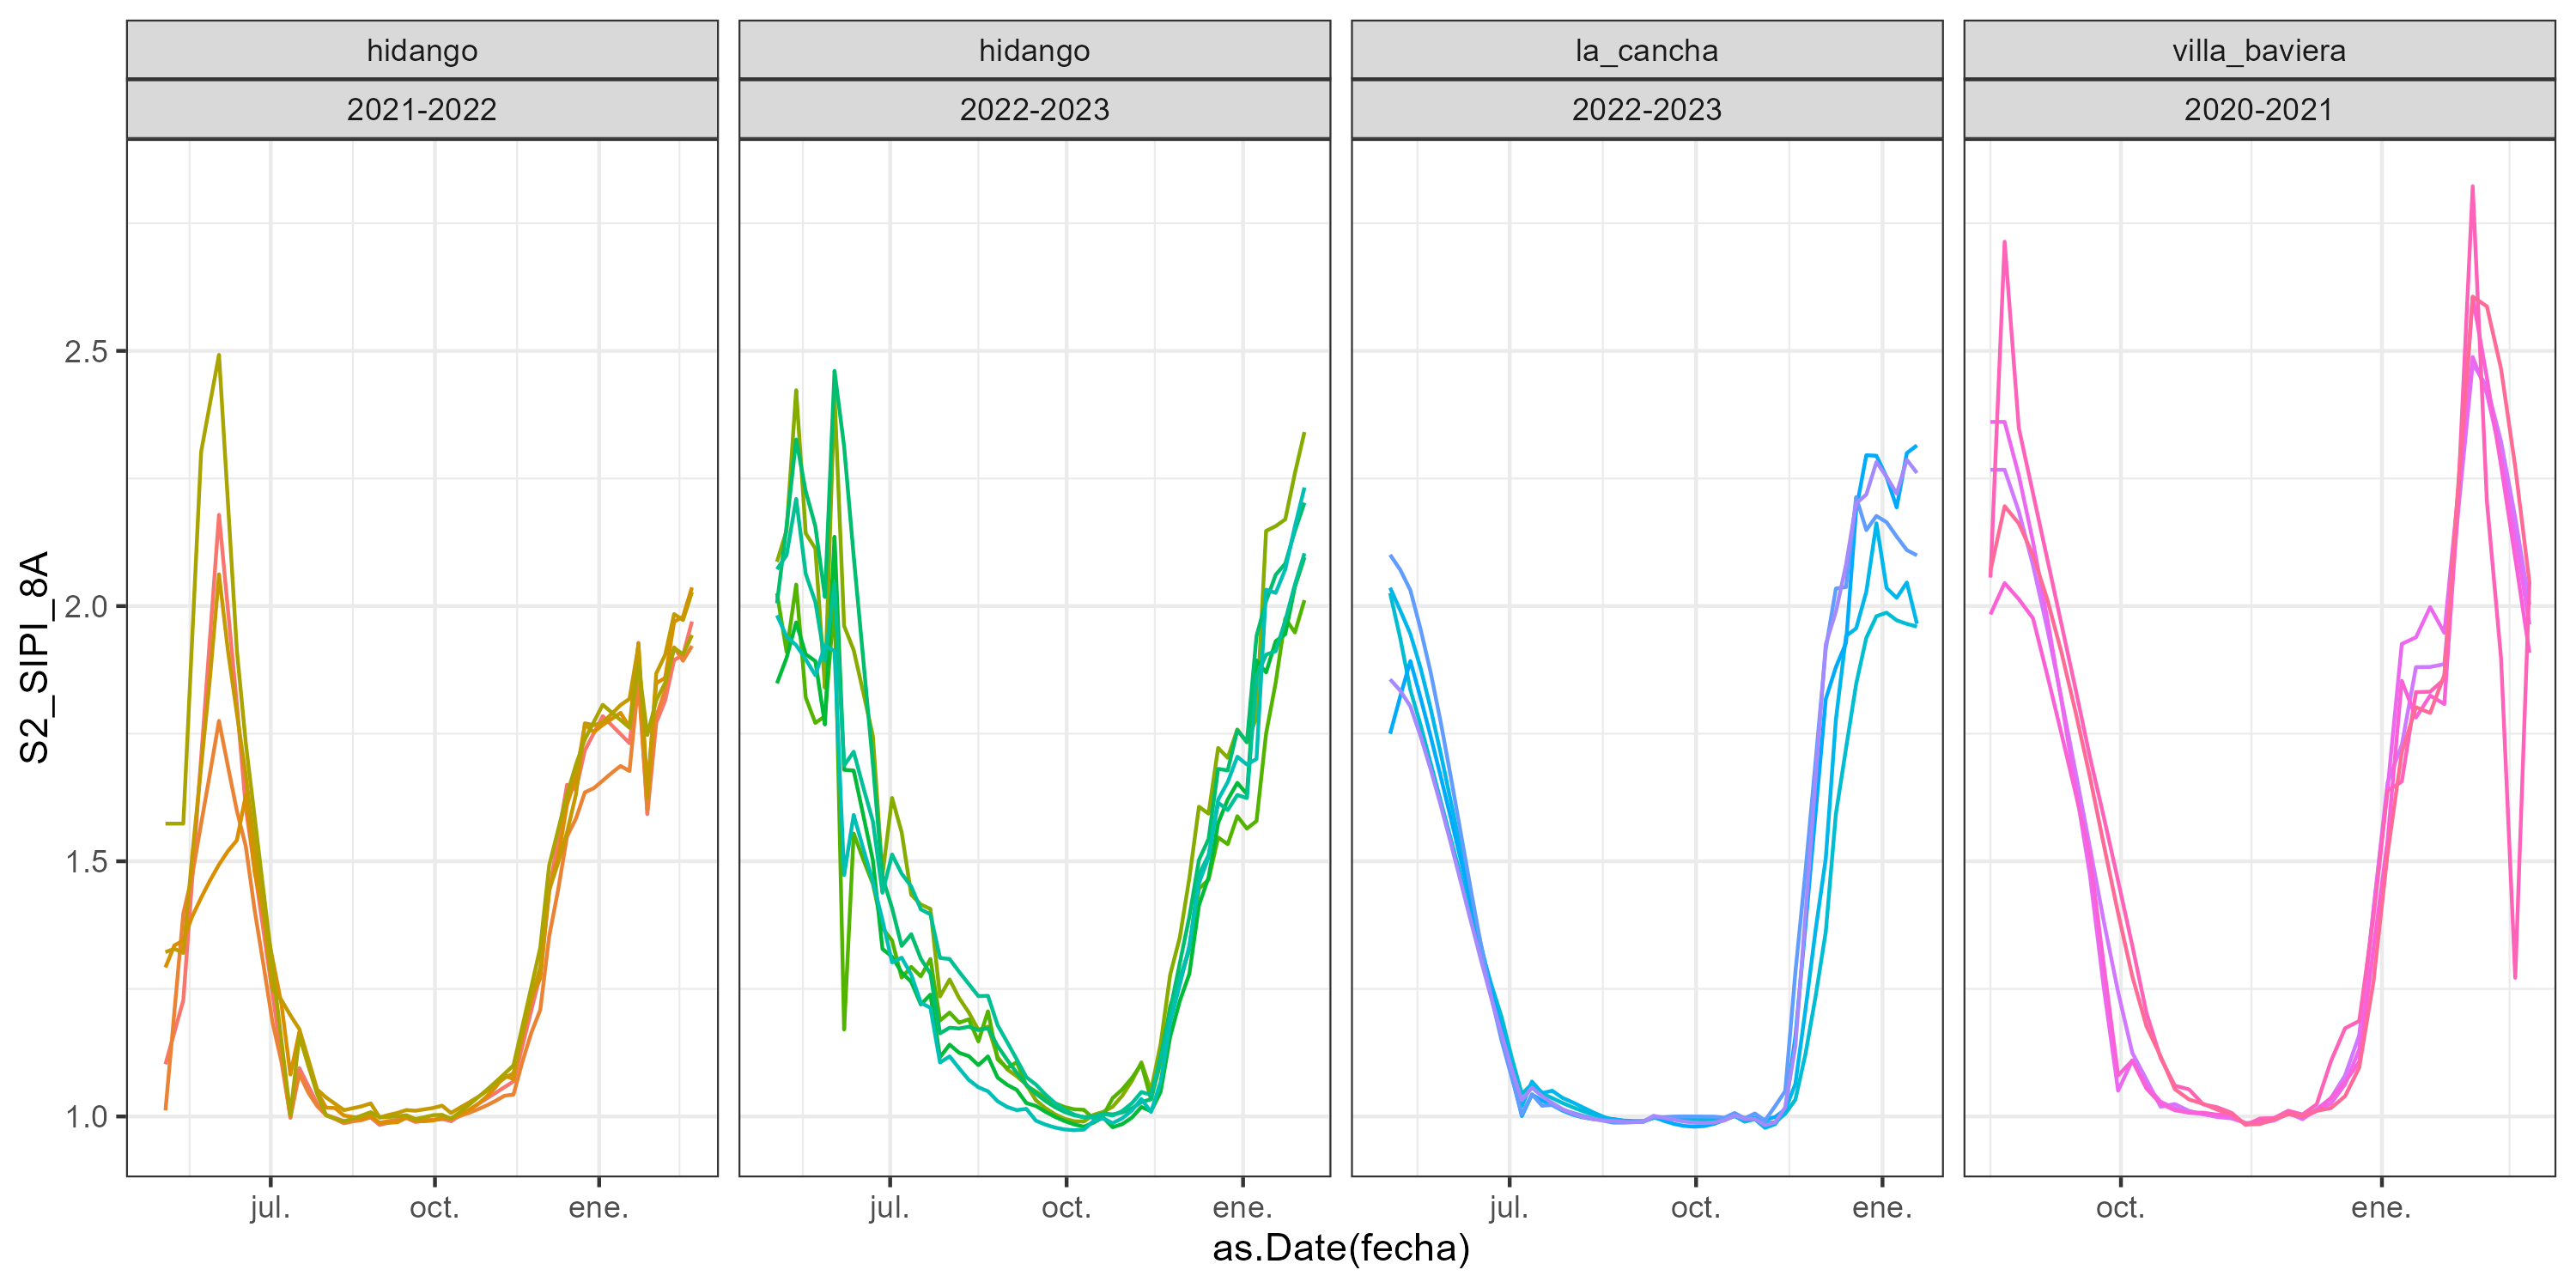 hidango hidango la_cancha villa_baviera
2021-2022 2022-2023 2022-2023 2020-2021
2.5
2.0
1.5
1.0
S2_SIPI_8A
jul. oct. ene. jul. oct. ene. jul. oct. ene. oct. ene.
as.Date(fecha)